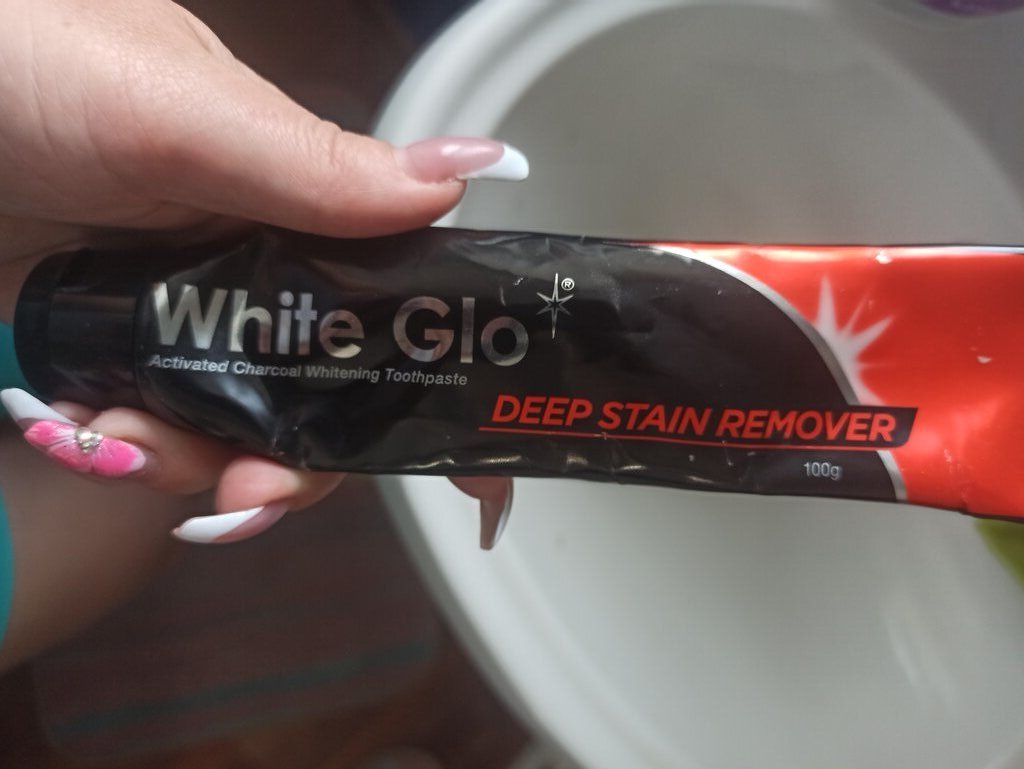 White Glo®
Activated Charcoal Whitening Toothpaste
DEEP STAIN REMOVER
100g